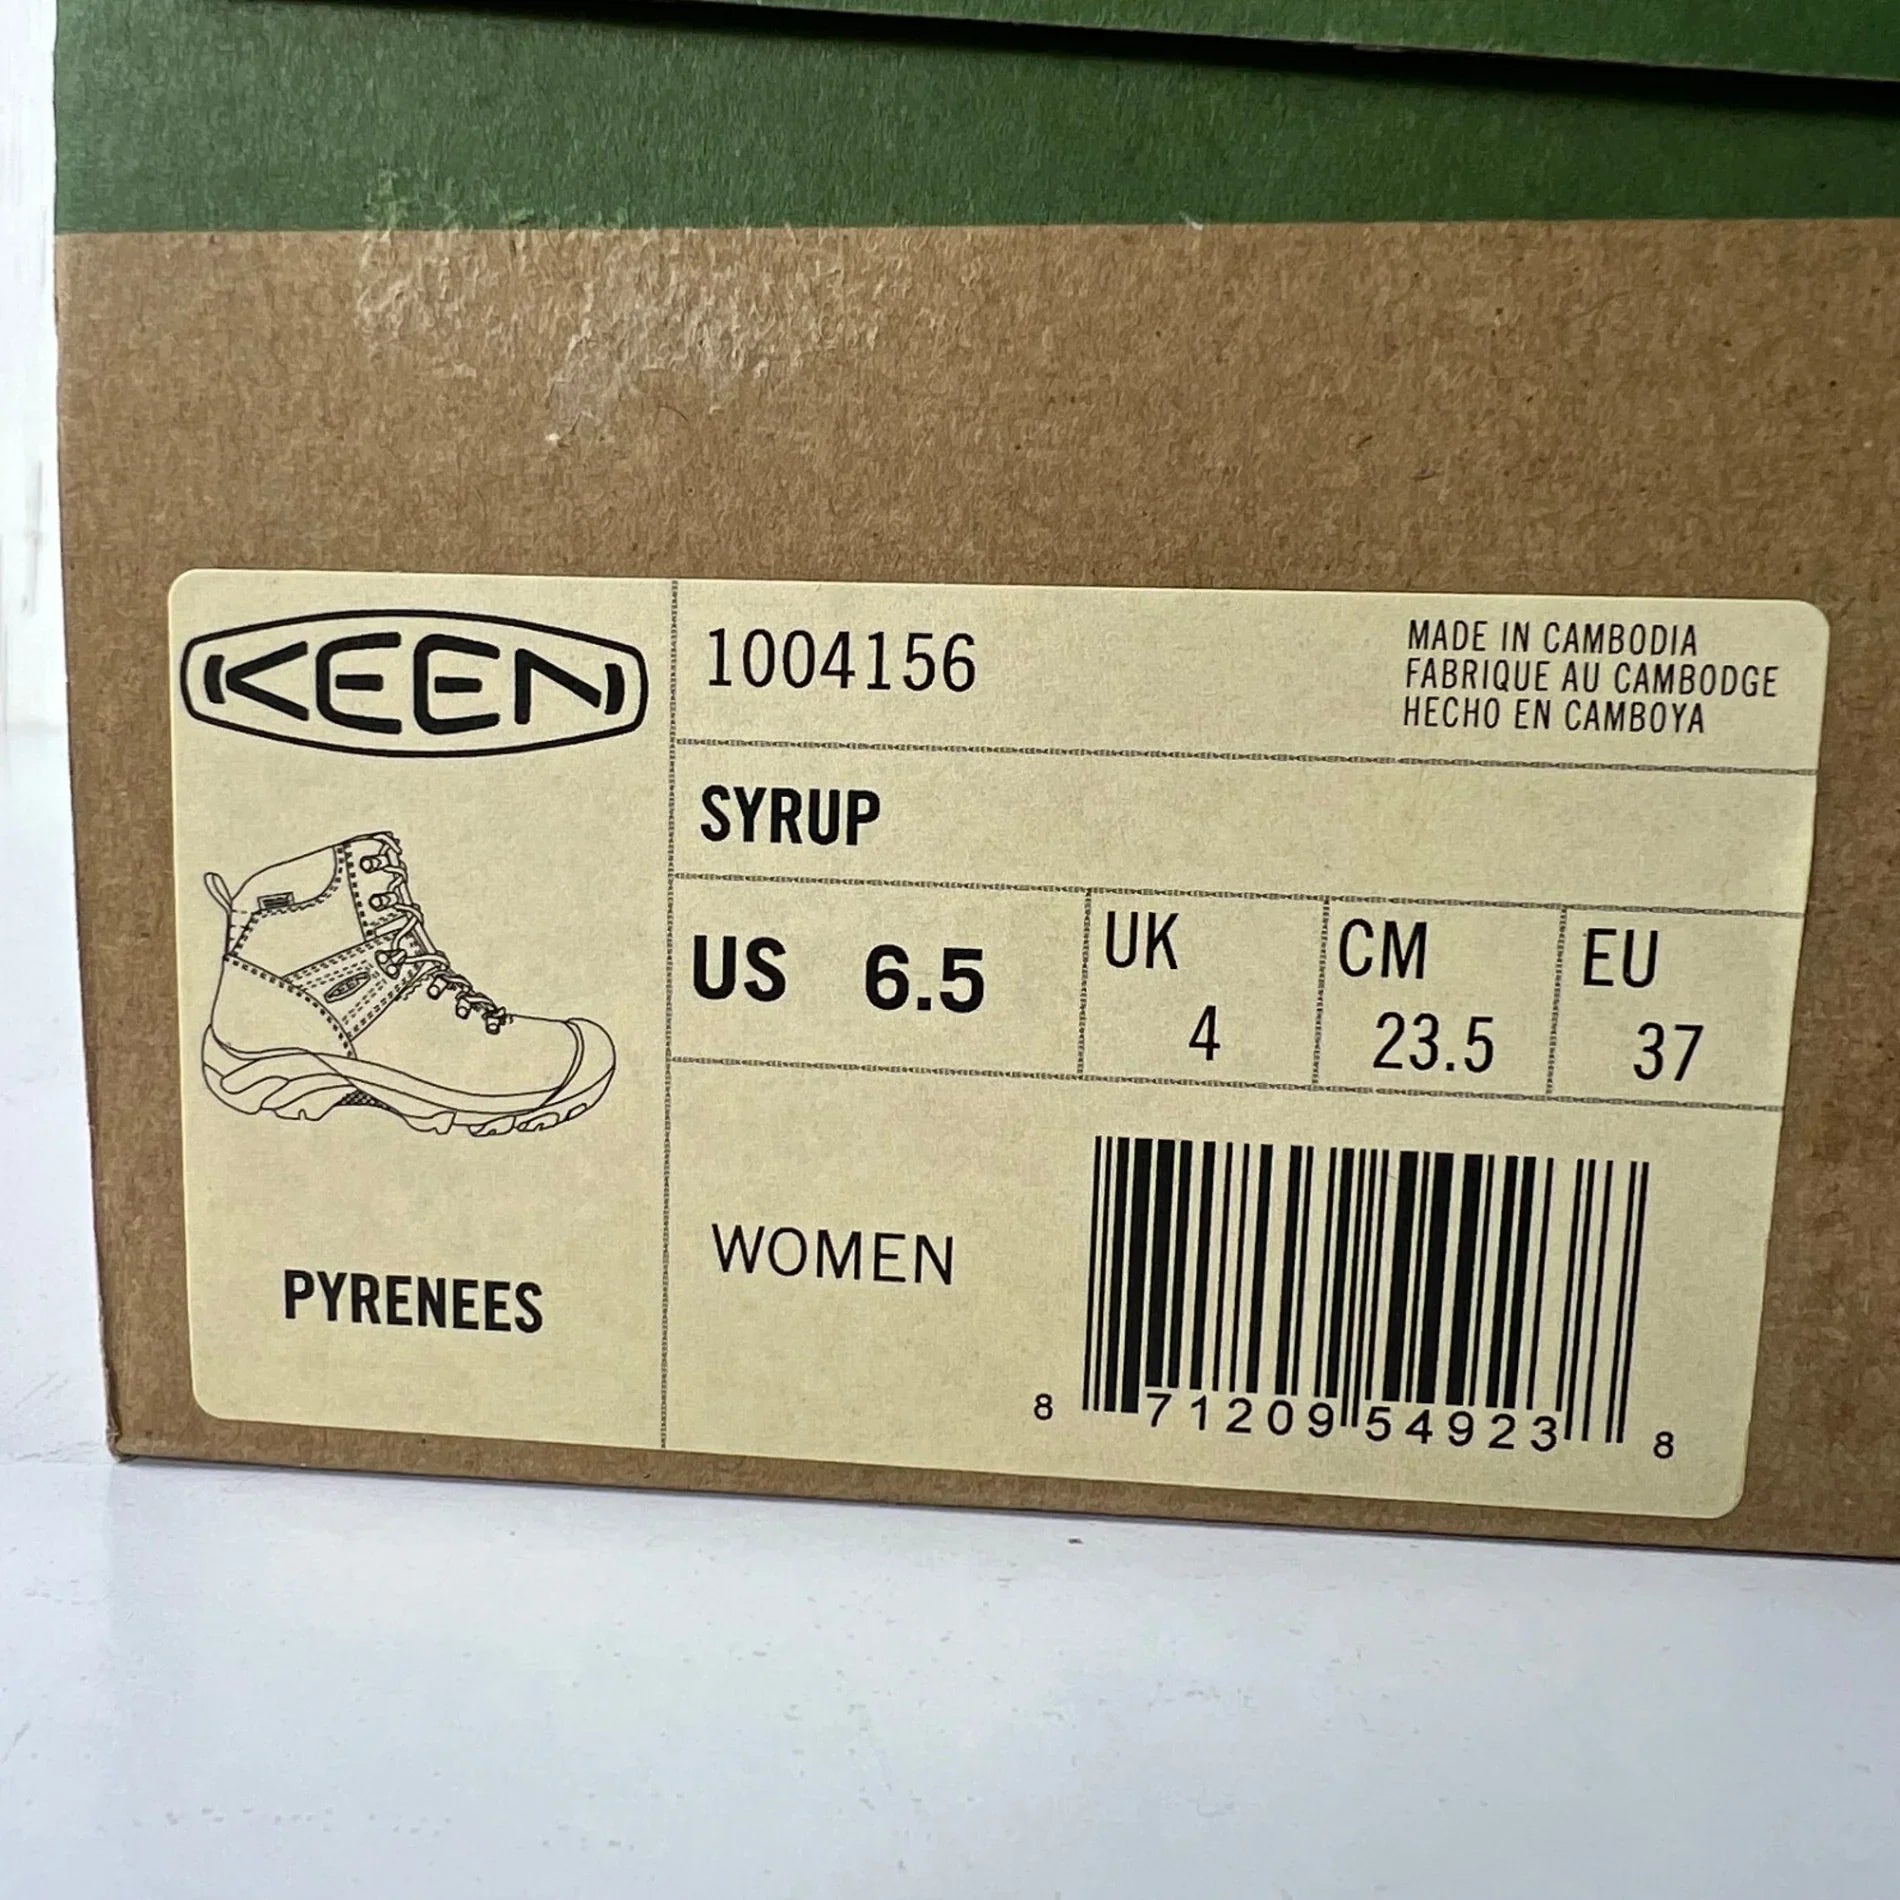 KEEN
1004156
MADE IN CAMBODIA
FABRIQUE AU CAMBODGE
HECHO EN CAMBOYA
SYRUP
US 6.5
UK
4
CM
23.5
EU
37
PYRENEES
WOMEN
8 71209 54923 8